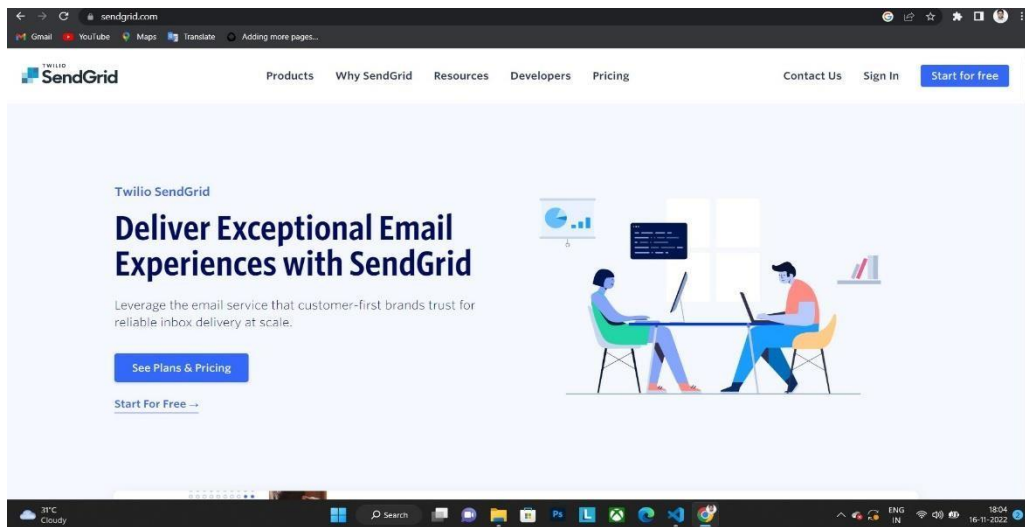 sendgrid.com
Gmail YouTube Maps Translate Adding more pages...
TWILIO
SendGrid
Products Why SendGrid Resources Developers Pricing Contact Us Sign In Start for free
Twilio SendGrid
Deliver Exceptional Email
Experiences with SendGrid
Leverage the email service that customer-first brands trust for
reliable inbox delivery at scale.
See Plans & Pricing
Start For Free →
31°C
Cloudy
Search
Ps
L
ENG
IN
18:04
16-11-2022
2